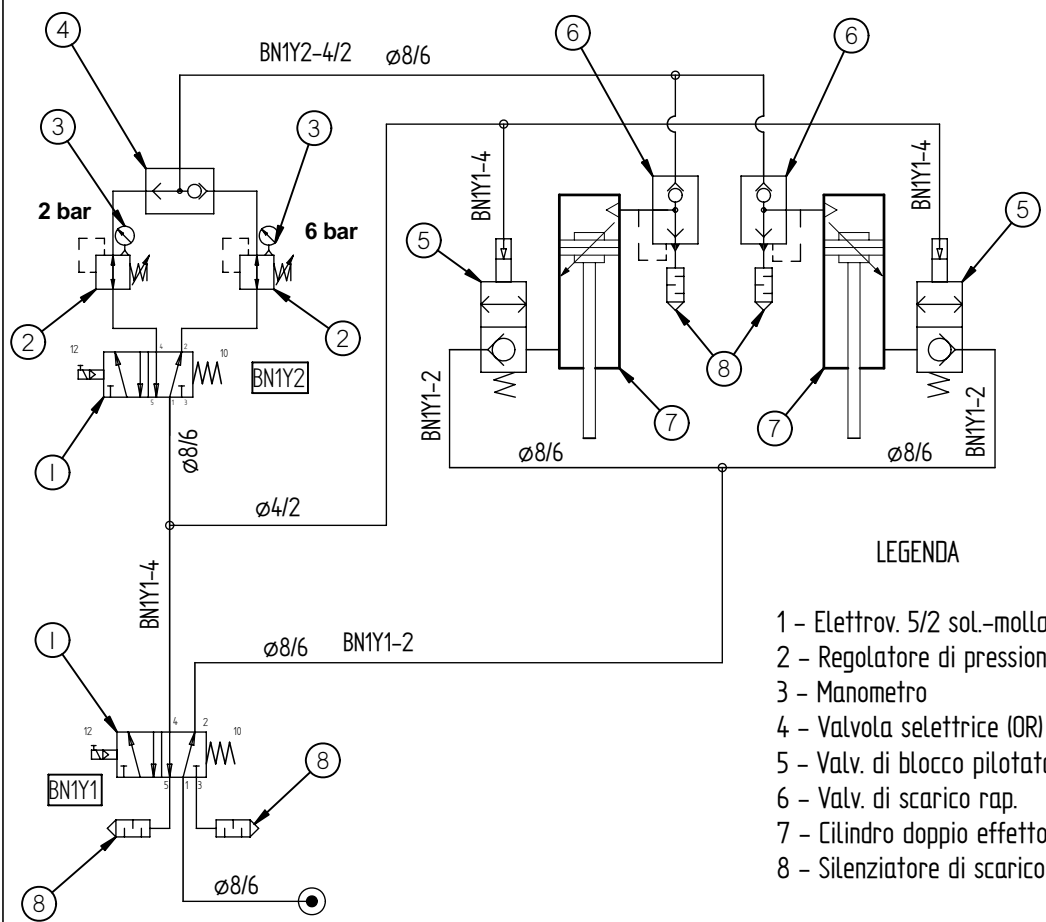 4
BN1Y2-4/2 ø8/6
6
6
3
3
BN1Y1-4
BN1Y1-4
2 bar
6 bar
5
5
2
2
12
4
2
10
BN1Y2
5
1
3
8
BN1Y1-2
BN1Y1-2
7
7
1
ø8/6
ø8/6
ø8/6
ø4/2
LEGENDA
BN1Y1-4
1 - Elettrov. 5/2 sol.-molla
1
ø8/6 BN1Y1-2
2 - Regolatore di pression
3 - Manometro
12
4
2
10
4 - Valvola selettrice (OR)
8
5 - Valv. di blocco pilotat
BN1Y1
5
1
3
6 - Valv. di scarico rap.
7 - Cilindro doppio effetto
8 - Silenziatore di scarico
8
ø8/6